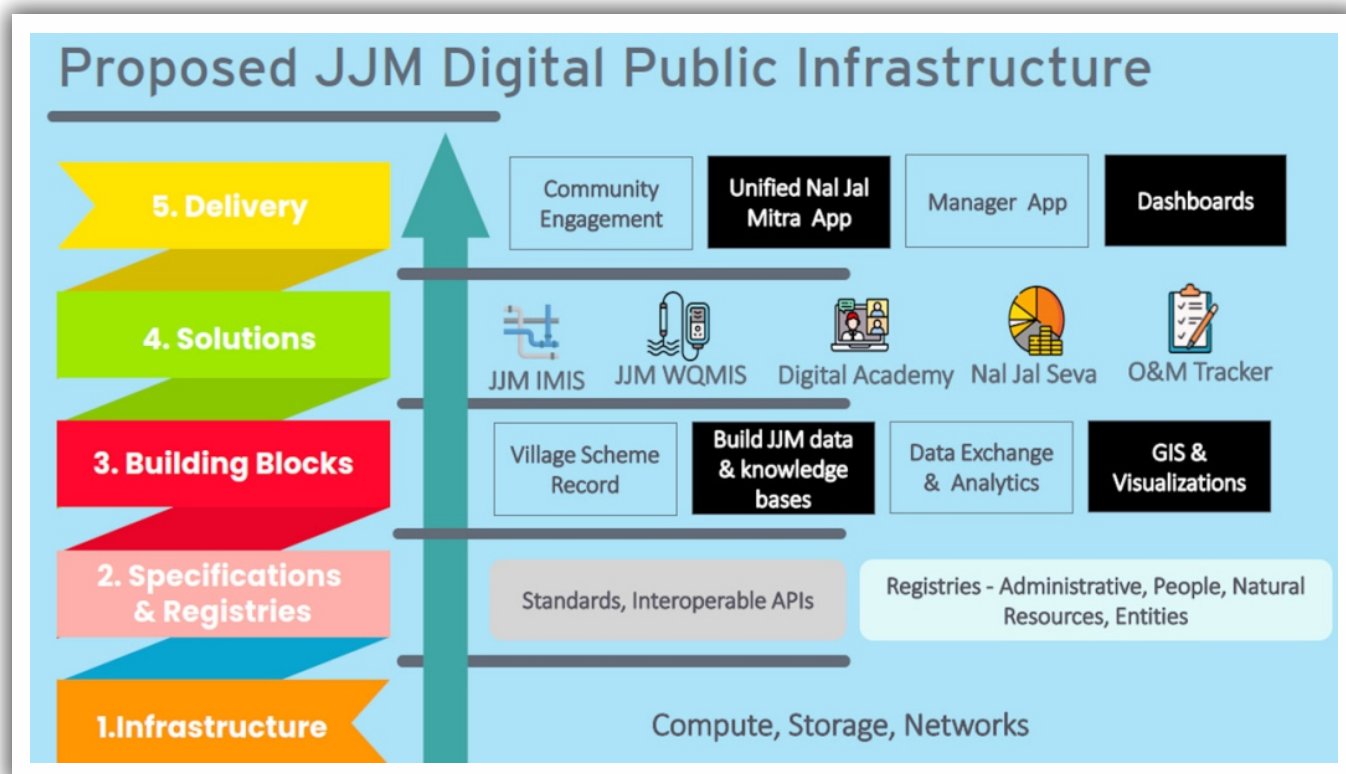 Proposed JJM Digital Public Infrastructure
5. Delivery
Community
Engagement
Unified Nal Jal
Mitra App
Manager App
Dashboards
4. Solutions
JJM IMIS
JJM WQMIS
Digital Academy
Nal Jal Seva
O&M Tracker
3. Building Blocks
Village Scheme
Record
Build JJM data
& knowledge
bases
Data Exchange
& Analytics
GIS &
Visualizations
2. Specifications
& Registries
Standards, Interoperable APIs
Registries - Administrative, People, Natural
Resources, Entities
1.Infrastructure
Compute, Storage, Networks